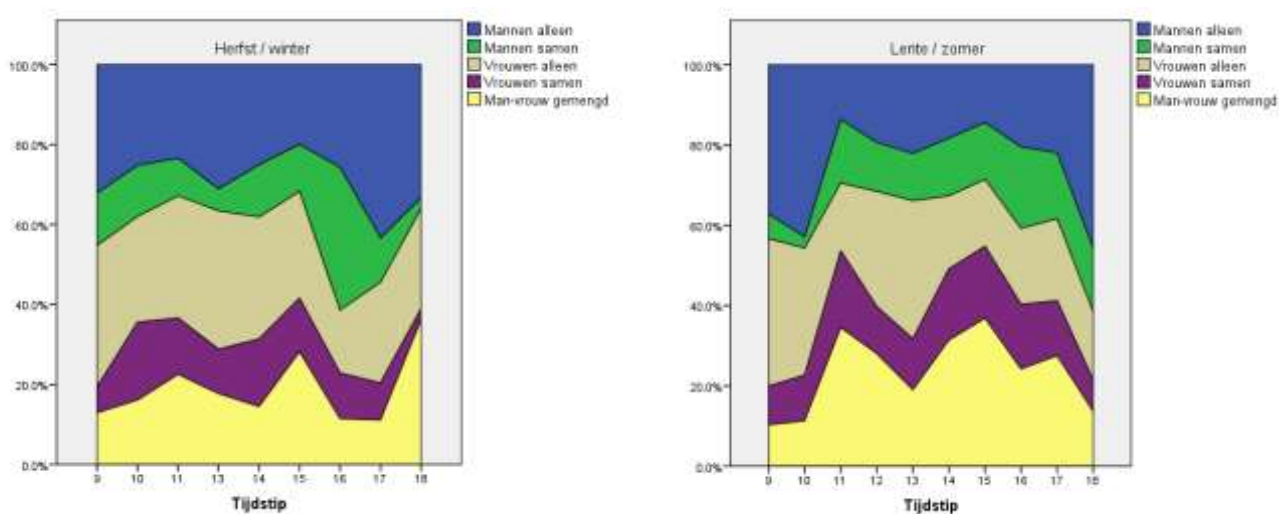 Herfst / winter
Mannen alleen
Mannen samen
Vrouwen alleen
Vrouwen samen
Man-vrouw gemengd
100.0%
80.0%
60.0%
40.0%
20.0%
0.0%
9 10 11 13 14 15 16 17 18
Tijdstip
Lente / zomer
Mannen alleen
Mannen samen
Vrouwen alleen
Vrouwen samen
Man-vrouw gemengd
100.0%
80.0%
60.0%
40.0%
20.0%
0.0%
9 10 11 12 13 14 15 16 17 18
Tijdstip